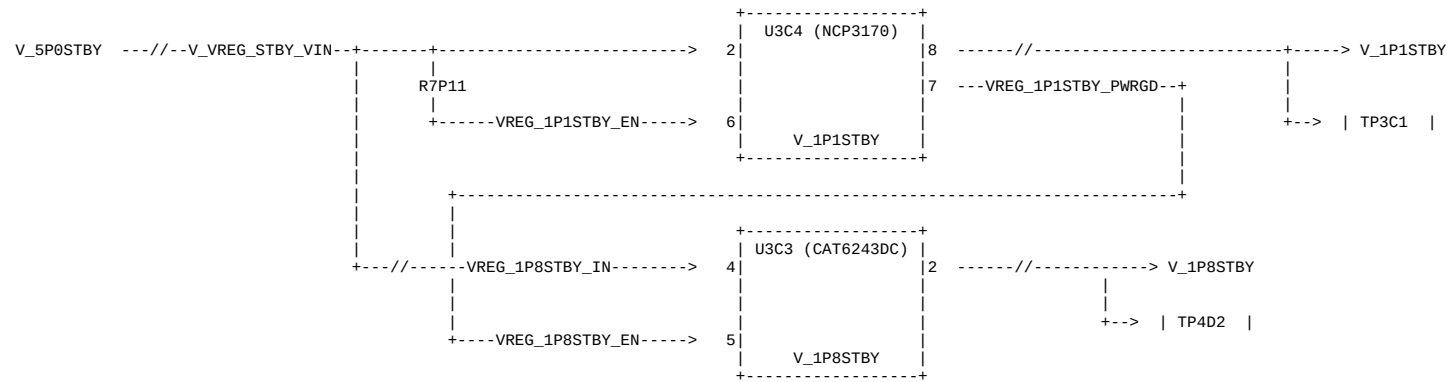 U3C4 (NCP3170)
V_5P0STBY ---//--V_VREG_STBY_VIN--+-------+------------------------> 2 8 ------//------------------------+-----> V_1P1STBY
R7P11 7 ---VREG_1P1STBY_PWRGD--+
+------VREG_1P1STBY_EN-----> 6 +--> | TP3C1 |
V_1P1STBY
U3C3 (CAT6243DC)
+---//------VREG_1P8STBY_IN--------> 4 2 ------//------------> V_1P8STBY
+--> | TP4D2 |
+----VREG_1P8STBY_EN-----> 5
V_1P8STBY